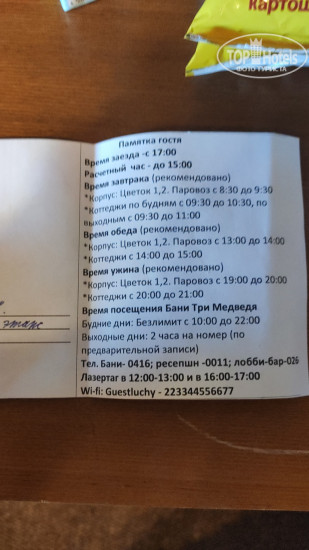 картош
TOP Hotels
ФОТО ТУРИСТА
Памятка гостя
Время заезда -с 17:00
Расчетный час - до 15:00
Время завтрака (рекомендовано)
*Корпус: Цветок 1,2. Паровоз с 8:30 до 9:30
*Коттеджи по будням с 09:30 до 10:30, по
выходным с 09:30 до 11:00
Время обеда (рекомендовано)
*Корпус: Цветок 1,2. Паровоз с 13:00 до 14:00
*Коттеджи с 14:00 до 15:00
Время ужина (рекомендовано)
*Корпус: Цветок 1,2. Паровоз с 19:00 до 20:00
*Коттеджи с 20:00 до 21:00
Время посещения Бани Три Медведя
Будние дни: Безлимит с 10:00 до 22:00
Выходные дни: 2 часа на номер (по
предварительной записи)
Тел. Бани- 0416; ресепшн -0011; лобби-бар-026
Лазертаг в 12:00-13:00 и в 16:00-17:00
Wi-fi: Guestluchy - 223344556677
этаж